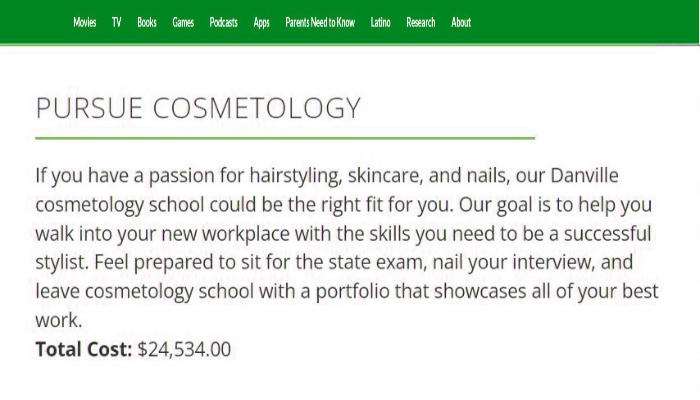 Movies TV Books Games Podcasts Apps Parents Need to Know Latino Research About
PURSUE COSMETOLOGY
If you have a passion for hairstyling, skincare, and nails, our Danville
cosmetology school could be the right fit for you. Our goal is to help you
walk into your new workplace with the skills you need to be a successful
stylist. Feel prepared to sit for the state exam, nail your interview, and
leave cosmetology school with a portfolio that showcases all of your best
work.
Total Cost: $24,534.00